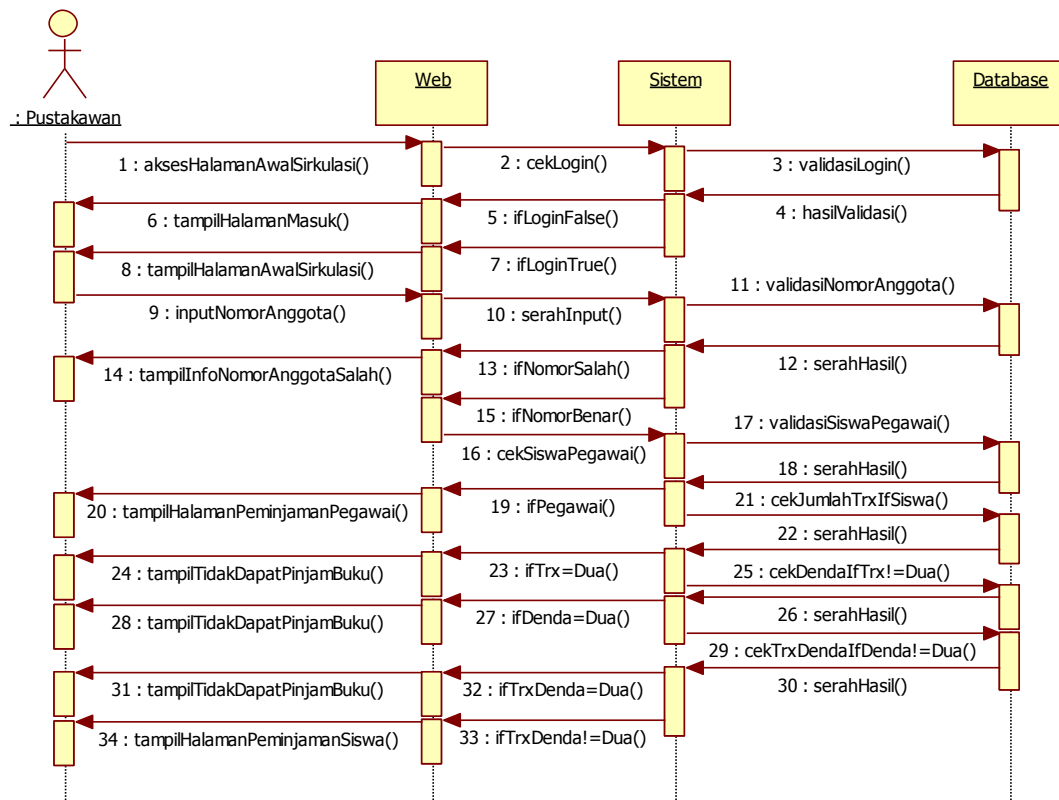 : Pustakawan
Web
Sistem
Database
1 : aksesHalamanAwalSirkulasi()
2 : cekLogin()
3 : validasiLogin()
4 : hasilValidasi()
5 : ifLoginFalse()
6 : tampilHalamanMasuk()
7 : ifLoginTrue()
8 : tampilHalamanAwalSirkulasi()
9 : inputNomorAnggota()
10 : serahInput()
11 : validasiNomorAnggota()
12 : serahHasil()
13 : ifNomorSalah()
14 : tampilInfoNomorAnggotaSalah()
15 : ifNomorBenar()
16 : cekSiswaPegawai()
17 : validasiSiswaPegawai()
18 : serahHasil()
19 : ifPegawai()
20 : tampilHalamanPeminjamanPegawai()
21 : cekJumlahTrxIfSiswa()
22 : serahHasil()
23 : ifTrx=Dua()
24 : tampilTidakDapatPinjamBuku()
25 : cekDendaIfTrx!=Dua()
26 : serahHasil()
27 : ifDenda=Dua()
28 : tampilTidakDapatPinjamBuku()
29 : cekTrxDendaIfDenda!=Dua()
30 : serahHasil()
31 : tampilTidakDapatPinjamBuku()
32 : ifTrxDenda=Dua()
33 : ifTrxDenda!=Dua()
34 : tampilHalamanPeminjamanSiswa()